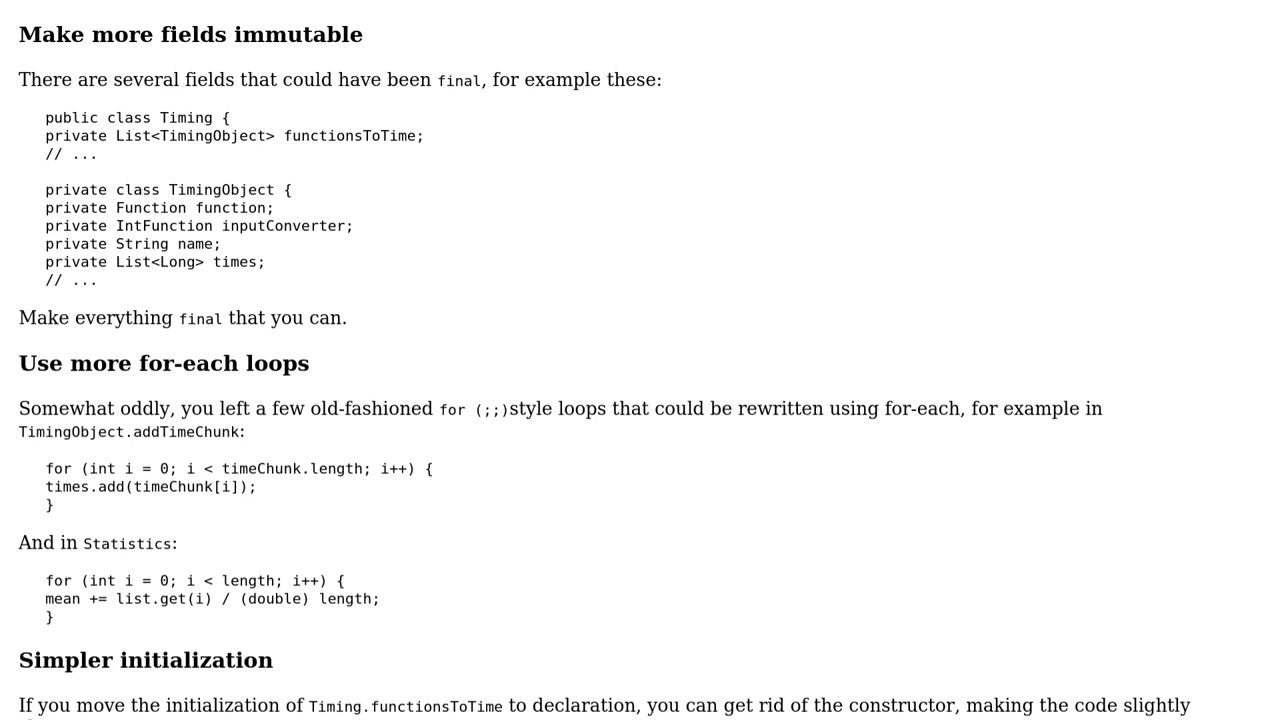 Make more fields immutable
There are several fields that could have been final, for example these:
public class Timing {
private List<TimingObject> functionsToTime;
// ...
private class TimingObject {
private Function function;
private IntFunction inputConverter;
private String name;
private List<Long> times;
// ...
Make everything final that you can.
Use more for-each loops
Somewhat oddly, you left a few old-fashioned for (;;)style loops that could be rewritten using for-each, for example in
TimingObject.addTimeChunk:
for (int i = 0; i < timeChunk.length; i++) {
times.add(timeChunk[i]);
}
And in Statistics:
for (int i = 0; i < length; i++) {
mean += list.get(i) / (double) length;
}
Simpler initialization
If you move the initialization of Timing.functionsToTime to declaration, you can get rid of the constructor, making the code slightly